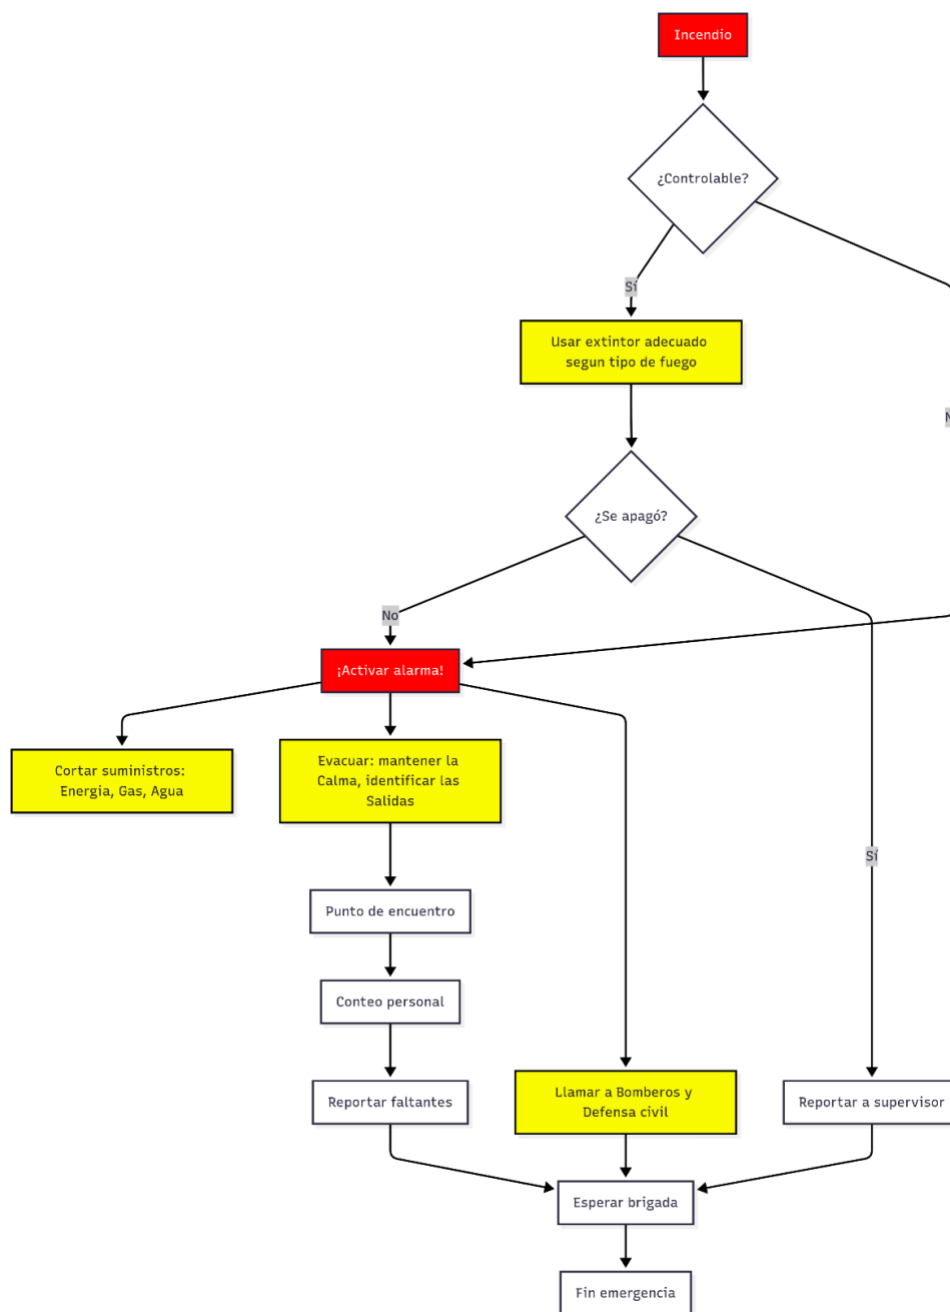 Incendio
¿Controlable?
Sí
Usar extintor adecuado
segun tipo de fuego
¿Se apagó?
No
¡Activar alarma!
Cortar suministros:
Energia, Gas, Agua
Evacuar: mantener la
Calma, identificar las
Salidas
Sí
Punto de encuentro
Conteo personal
Reportar faltantes
Llamar a Bomberos y
Defensa civil
Reportar a supervisor
Esperar brigada
Fin emergencia